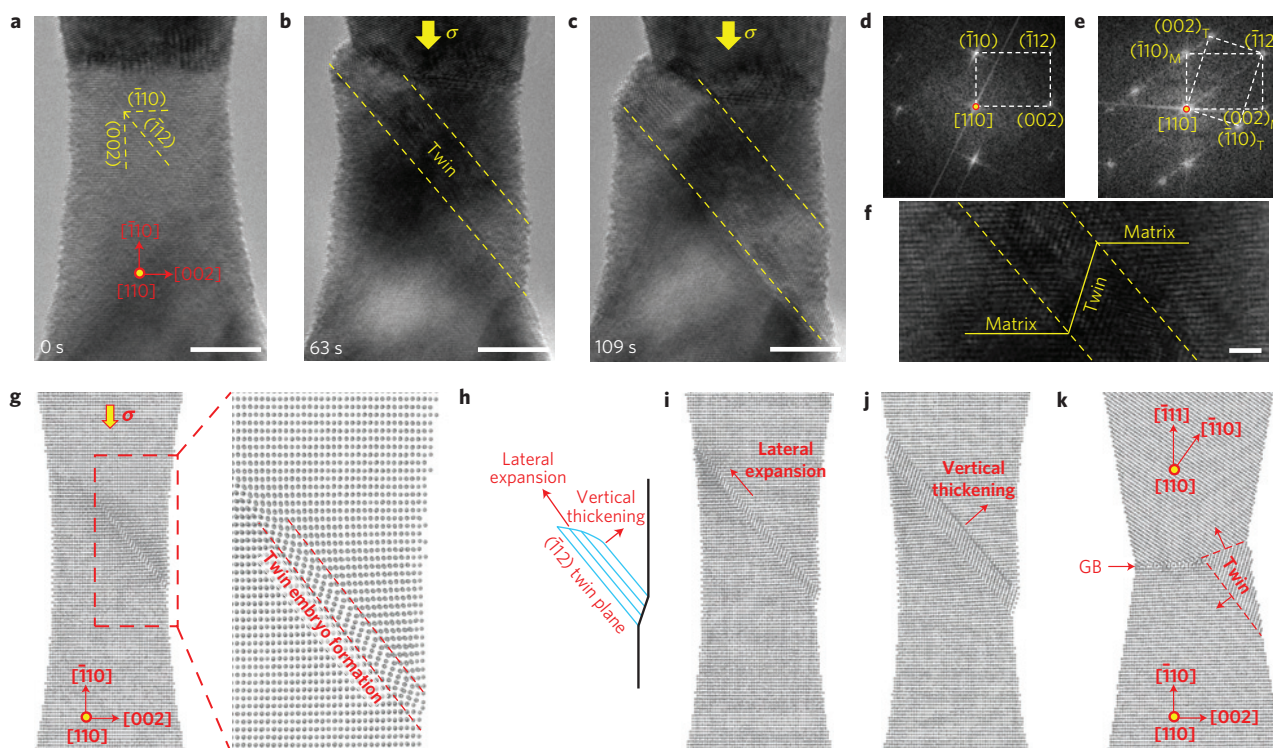 a
(1̄10)
(002)
(1̄12)
[1̄10]
[002]
[110]
0 s
b
σ
Twin
63 s
c
σ
109 s
d
(1̄10)
(1̄12)
[110]
(002)
e
(002)T
(1̄10)M
(1̄12)
[110]
(1̄10)T
f
Matrix
Twin
Matrix
g
σ
[1̄10]
[002]
[110]
Twin embryo formation
h
Lateral
expansion
Vertical
thickening
(1̄12) twin plane
i
Lateral
expansion
j
Vertical
thickening
k
[1̄11]
[1̄10]
[110]
GB
Twin
[1̄10]
[002]
[110]